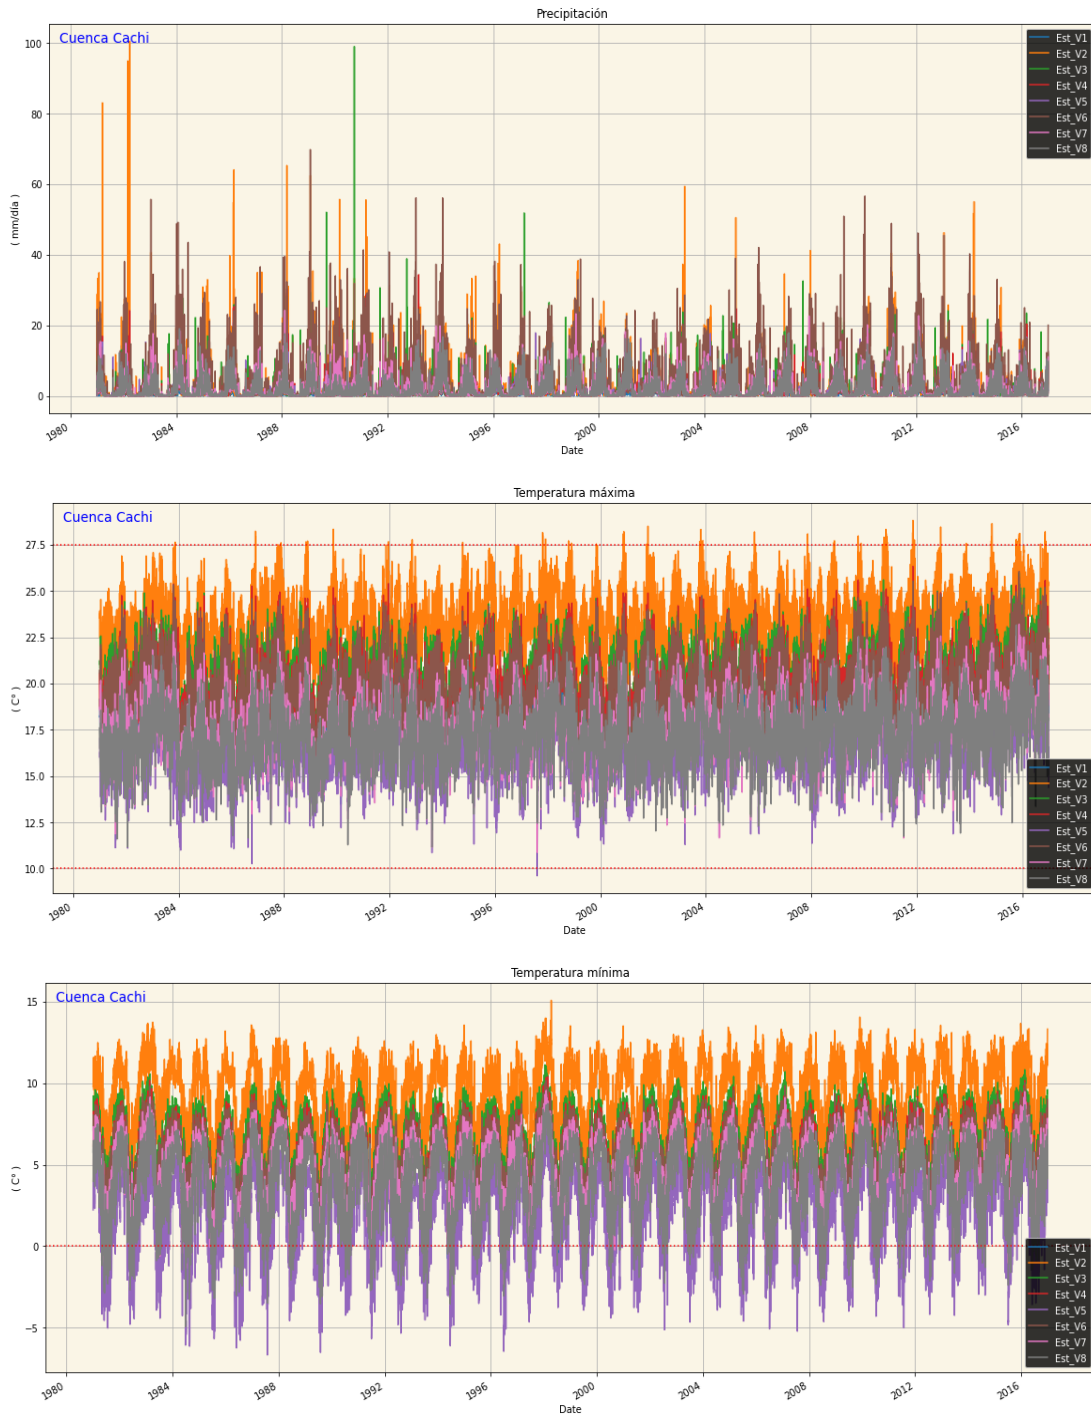 Precipitación
Cuenca Cachi
Est_V1
Est_V2
Est_V3
Est_V4
Est_V5
Est_V6
Est_V7
Est_V8
100
80
60
40
20
0
( mm/día )
1980
1984
1988
1992
1996
2000
2004
2008
2012
2016
Date
Temperatura máxima
Cuenca Cachi
27.5
25.0
22.5
20.0
17.5
15.0
12.5
10.0
( C° )
Est_V1
Est_V2
Est_V3
Est_V4
Est_V5
Est_V6
Est_V7
Est_V8
1980
1984
1988
1992
1996
2000
2004
2008
2012
2016
Date
Temperatura mínima
Cuenca Cachi
15
10
5
0
−5
( C° )
Est_V1
Est_V2
Est_V3
Est_V4
Est_V5
Est_V6
Est_V7
Est_V8
1980
1984
1988
1992
1996
2000
2004
2008
2012
2016
Date